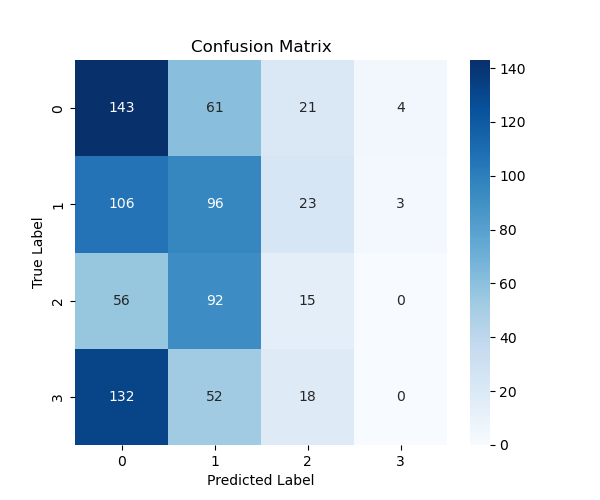 Confusion Matrix
True Label
0 143 61 21 4
1 106 96 23 3
2 56 92 15 0
3 132 52 18 0
0 1 2 3
Predicted Label
140
120
100
80
60
40
20
0